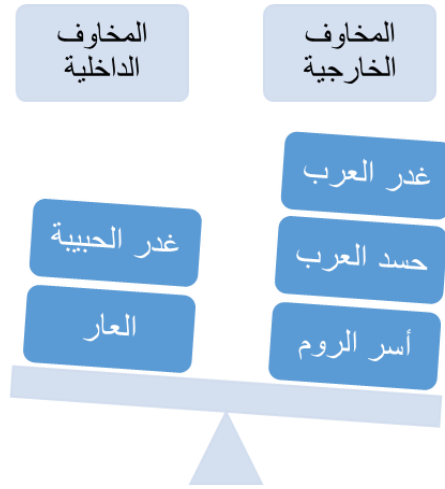 المخاوف
الخارجية
المخاوف
الداخلية
غدر العرب
حسد العرب
أسر الروم
غدر الحبيبة
العار